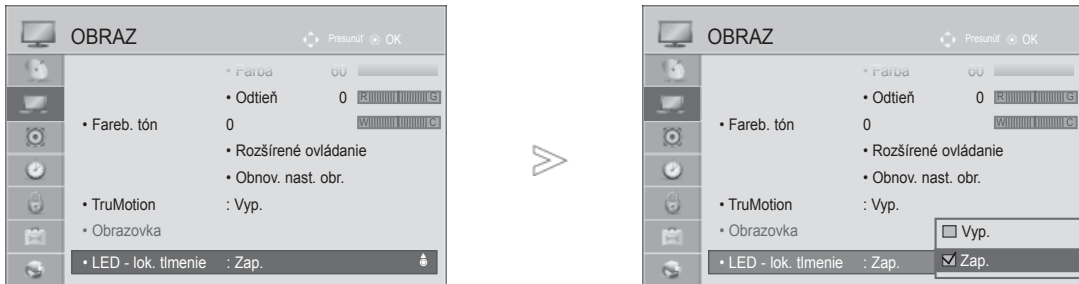 OBRAZ
Presunúť OK
• Farba 60
• Odtieň 0 R G
• Fareb. tón 0 W C
• Rozšírené ovládanie
• Obnov. nast. obr.
• TruMotion : Vyp.
• Obrazovka
• LED - lok. tlmenie : Zap.
OBRAZ
Presunúť OK
• Farba 60
• Odtieň 0 R G
• Fareb. tón 0 W C
• Rozšírené ovládanie
• Obnov. nast. obr.
• TruMotion : Vyp.
• Obrazovka
Vyp.
• LED - lok. tlmenie : Zap.
Zap.